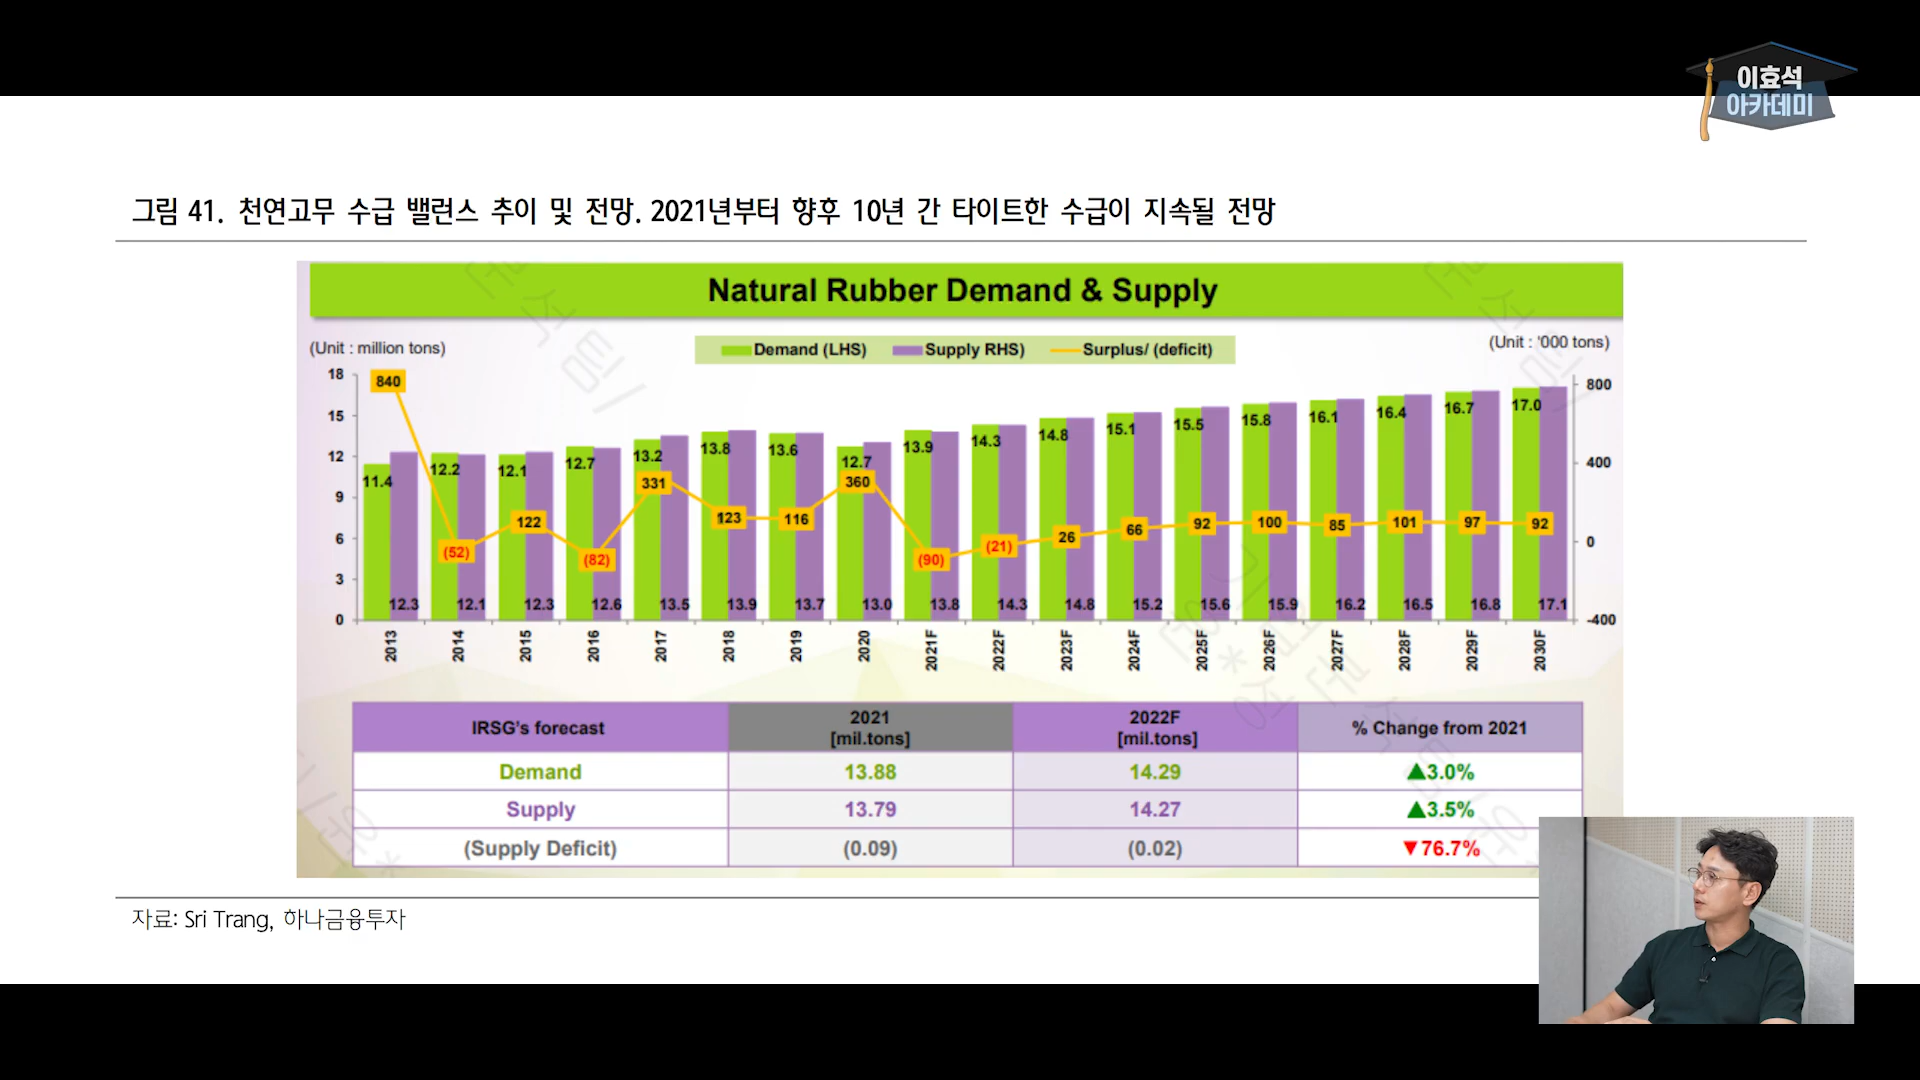 이효석
아카데미
그림 41. 천연고무 수급 밸런스 추이 및 전망. 2021년부터 향후 10년 간 타이트한 수급이 지속될 전망
Natural Rubber Demand & Supply
(Unit : million tons)
Demand (LHS) Supply RHS) Surplus/ (deficit)
(Unit : '000 tons)
18 15 12 9 6 3 0
800 400 0 -400
840 (52) 122 (82) 331 123 116 360 (90) (21) 26 66 92 100 85 101 97 92
11.4 12.2 12.1 12.7 13.2 13.8 13.6 12.7 13.9 14.3 14.8 15.1 15.5 15.8 16.1 16.4 16.7 17.0
12.3 12.1 12.3 12.6 13.5 13.9 13.7 13.0 13.8 14.3 14.8 15.2 15.6 15.9 16.2 16.5 16.8 17.1
2013 2014 2015 2016 2017 2018 2019 2020 2021F 2022F 2023F 2024F 2025F 2026F 2027F 2028F 2029F 2030F
IRSG's forecast 2021 [mil.tons] 2022F [mil.tons] % Change from 2021
Demand 13.88 14.29 ▲3.0%
Supply 13.79 14.27 ▲3.5%
(Supply Deficit) (0.09) (0.02) ▼76.7%
자료: Sri Trang, 하나금융투자